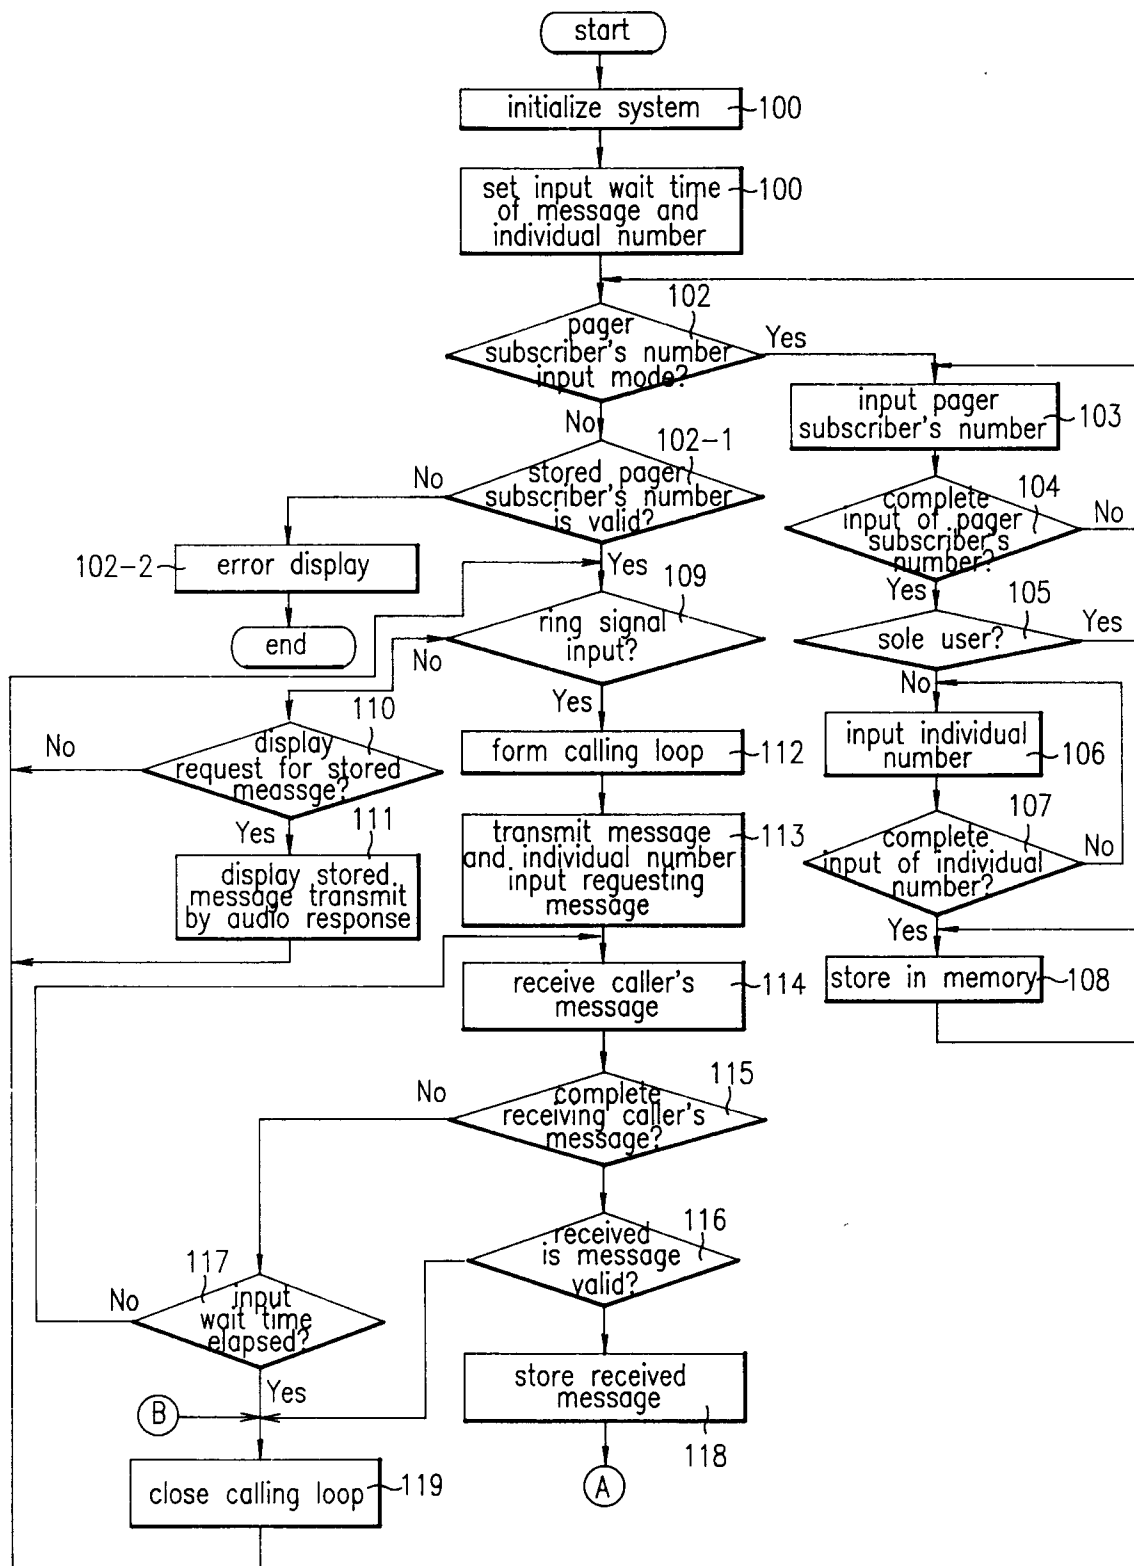 start
initialize system
100
set input wait time
of message and
individual number
100
pager
subscriber's number
input mode?
102
Yes
No
input pager
subscriber's number
103
stored pager
subscriber's number
is valid?
102-1
No
Yes
complete
input of pager
subscriber's
number?
104
No
Yes
error display
102-2
end
ring signal
input?
109
No
Yes
sole user?
105
Yes
No
display
request for stored
meassge?
110
No
Yes
form calling loop
112
input individual
number
106
display stored
message transmit
by audio response
111
transmit message
and individual number
input reguesting
message
113
complete
input of individual
number?
107
No
Yes
receive caller's
message
114
store in memory
108
complete
receiving caller's
message?
115
No
received
is message
valid?
116
input
wait time
elapsed?
117
No
Yes
store received
message
118
B
A
close calling loop
119